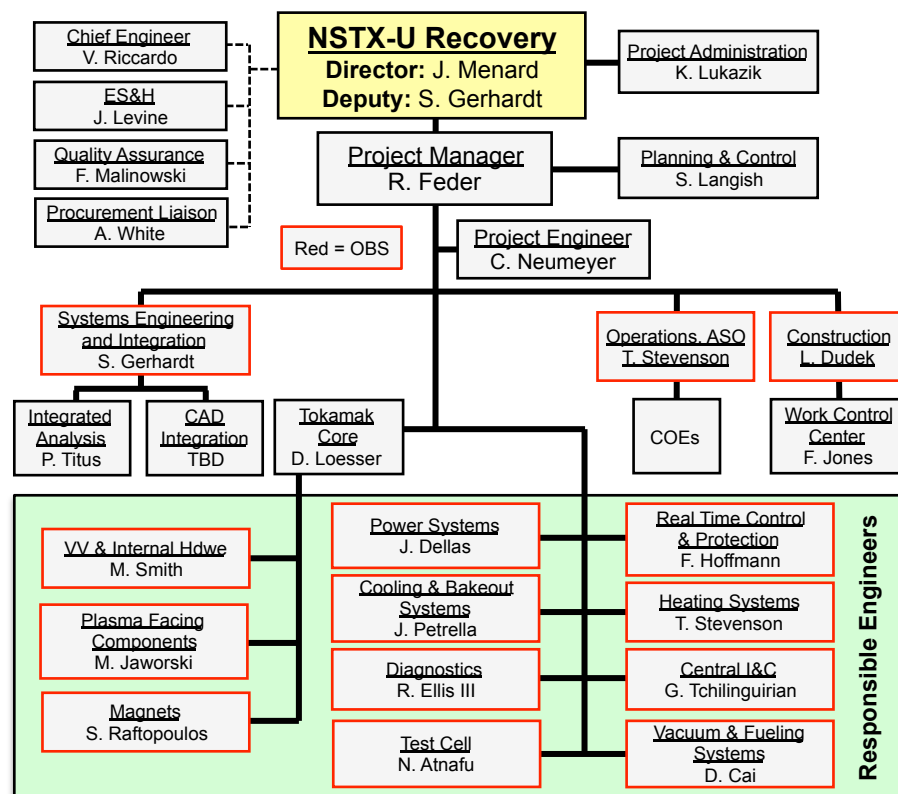 Chief Engineer
V. Riccardo
ES&H
J. Levine
Quality Assurance
F. Malinowski
Procurement Liaison
A. White
NSTX-U Recovery
Director: J. Menard
Deputy: S. Gerhardt
Project Administration
K. Lukazik
Project Manager
R. Feder
Planning & Control
S. Langish
Red = OBS
Project Engineer
C. Neumeyer
Systems Engineering
and Integration
S. Gerhardt
Operations, ASO
T. Stevenson
Construction
L. Dudek
Integrated
Analysis
P. Titus
CAD
Integration
TBD
Tokamak
Core
D. Loesser
COEs
Work Control
Center
F. Jones
VV & Internal Hdwe
M. Smith
Plasma Facing
Components
M. Jaworski
Magnets
S. Raftopoulos
Power Systems
J. Dellas
Cooling & Bakeout
Systems
J. Petrella
Diagnostics
R. Ellis III
Test Cell
N. Atnafu
Real Time Control
& Protection
F. Hoffmann
Heating Systems
T. Stevenson
Central I&C
G. Tchilinguirian
Vacuum & Fueling
Systems
D. Cai
Responsible Engineers